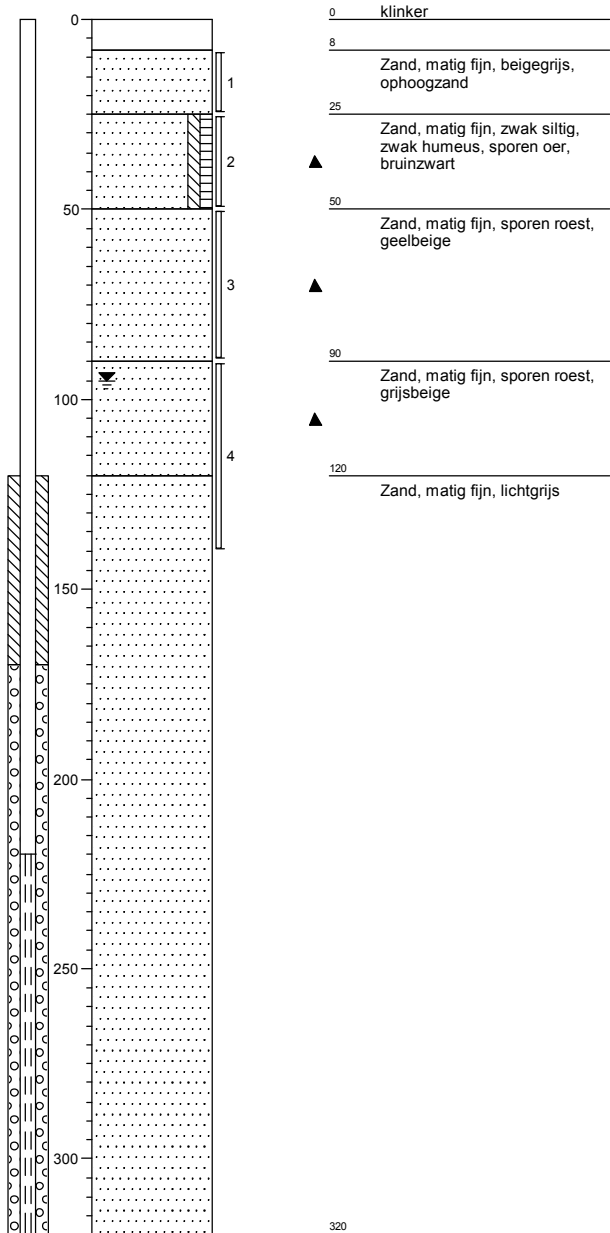 0
klinker
8
Zand, matig fijn, beigegrijs,
ophoogzand
1
25
Zand, matig fijn, zwak siltig,
zwak humeus, sporen oer,
bruinzwart
2
50
50
Zand, matig fijn, sporen roest,
geelbeige
3
90
Zand, matig fijn, sporen roest,
grijsbeige
100
4
120
Zand, matig fijn, lichtgrijs
150
200
250
300
320
0